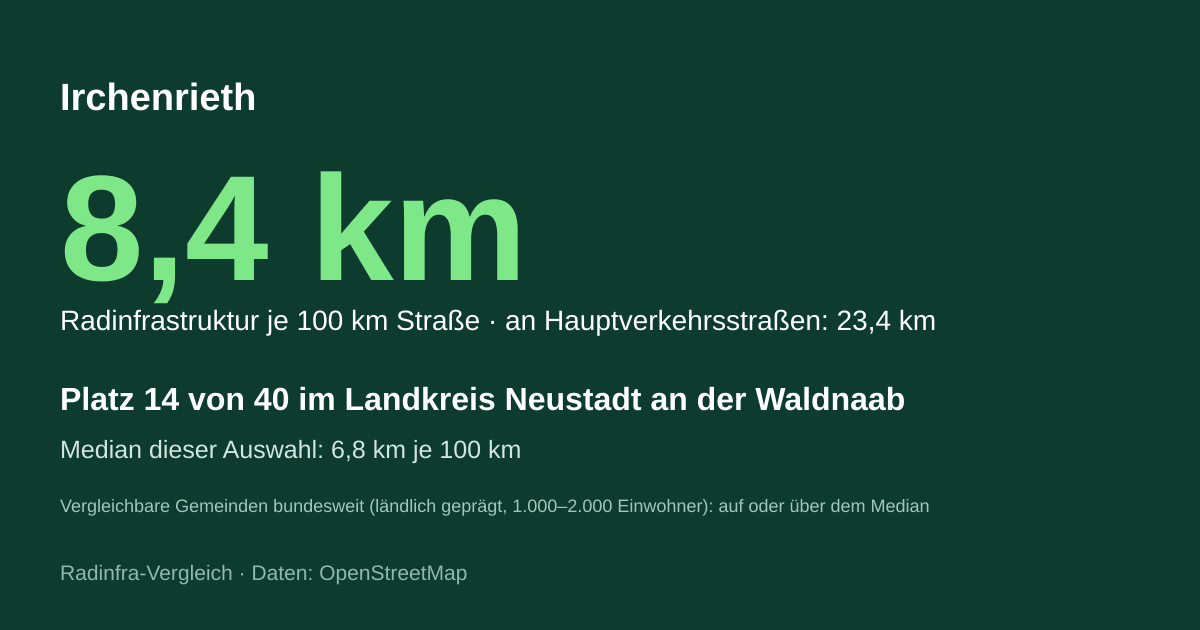 Irchenrieth
8,4 km
Radinfrastruktur je 100 km Straße · an Hauptverkehrsstraßen: 23,4 km
Platz 14 von 40 im Landkreis Neustadt an der Waldnaab
Median dieser Auswahl: 6,8 km je 100 km
Vergleichbare Gemeinden bundesweit (ländlich geprägt, 1.000–2.000 Einwohner): auf oder über dem Median
Radinfra-Vergleich · Daten: OpenStreetMap